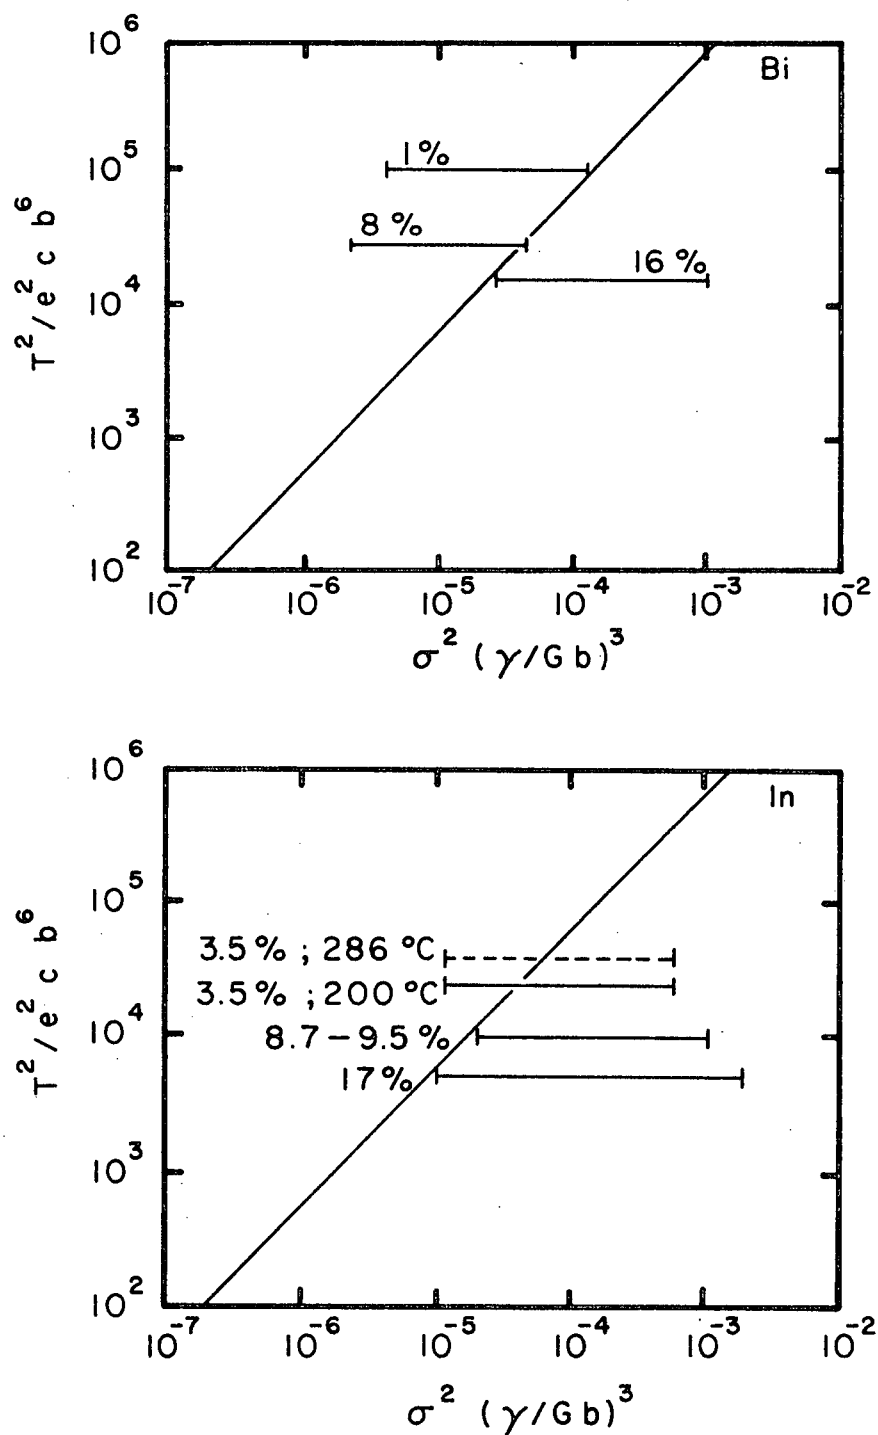 10^6
Bi
1%
10^5
8 %
16 %
10^4
10^3
10^2
T^2/e^2 c b^6
10^-7 10^-6 10^-5 10^-4 10^-3 10^-2
σ^2 (γ/Gb)^3
10^6
In
10^5
3.5% ; 286 °C
3.5% ; 200 °C
10^4
8.7-9.5 %
17%
10^3
10^2
T^2/e^2 c b^6
10^-7 10^-6 10^-5 10^-4 10^-3 10^-2
σ^2 (γ/Gb)^3